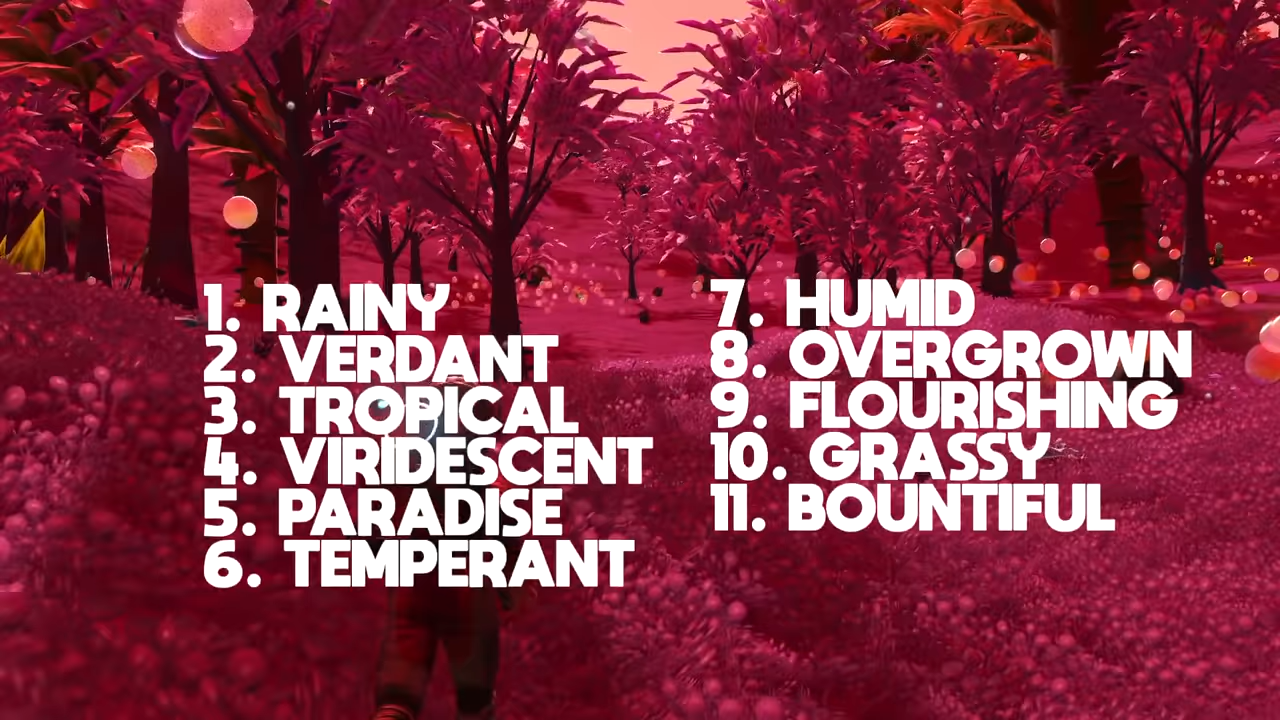 1. RAINY
2. VERDANT
3. TROPICAL
4. VIRIDESCENT
5. PARADISE
6. TEMPERANT
7. HUMID
8. OVERGROWN
9. FLOURISHING
10. GRASSY
11. BOUNTIFUL